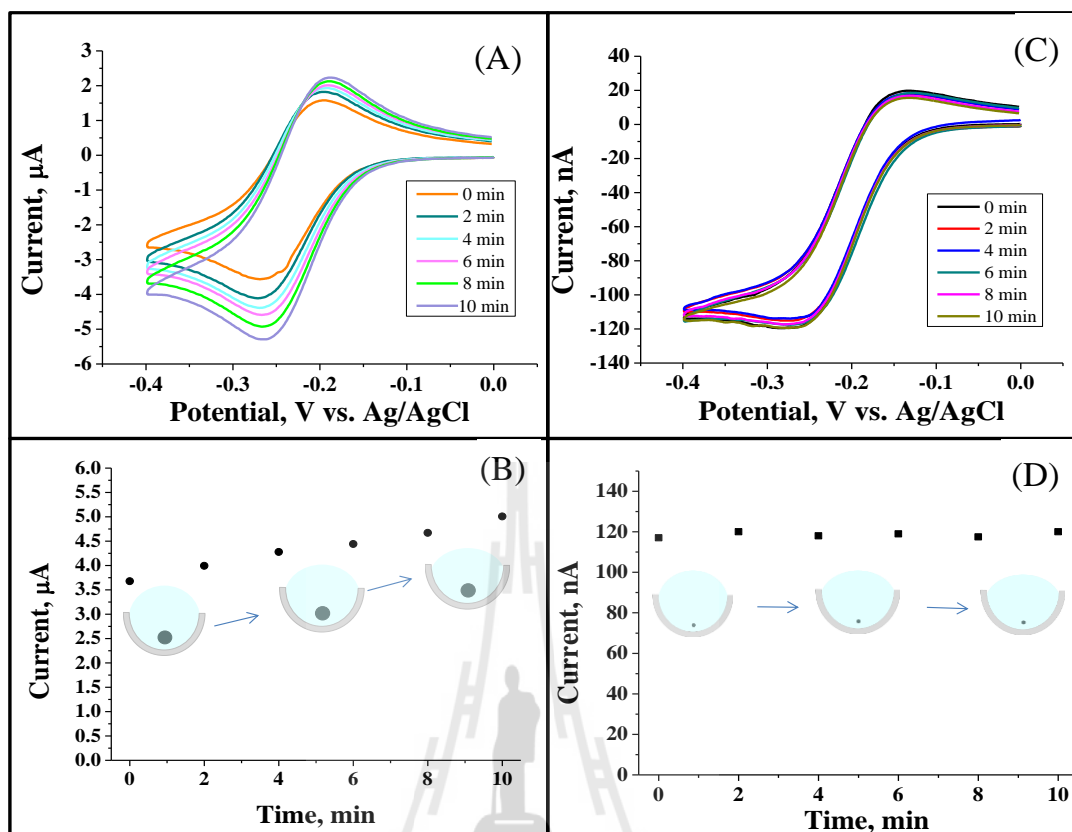 (A)
3
2
1
0
-1
-2
-3
-4
-5
-6
Current, µA
0 min
2 min
4 min
6 min
8 min
10 min
-0.4 -0.3 -0.2 -0.1 0.0
Potential, V vs. Ag/AgCl
(C)
40
20
0
-20
-40
-60
-80
-100
-120
-140
Current, nA
0 min
2 min
4 min
6 min
8 min
10 min
-0.4 -0.3 -0.2 -0.1 0.0
Potential, V vs. Ag/AgCl
(B)
6.0
5.5
5.0
4.5
4.0
3.5
3.0
2.5
2.0
1.5
1.0
0.5
0.0
Current, µA
0 2 4 6 8 10
Time, min
(D)
140
120
100
80
60
40
20
0
Current, nA
0 2 4 6 8 10
Time, min